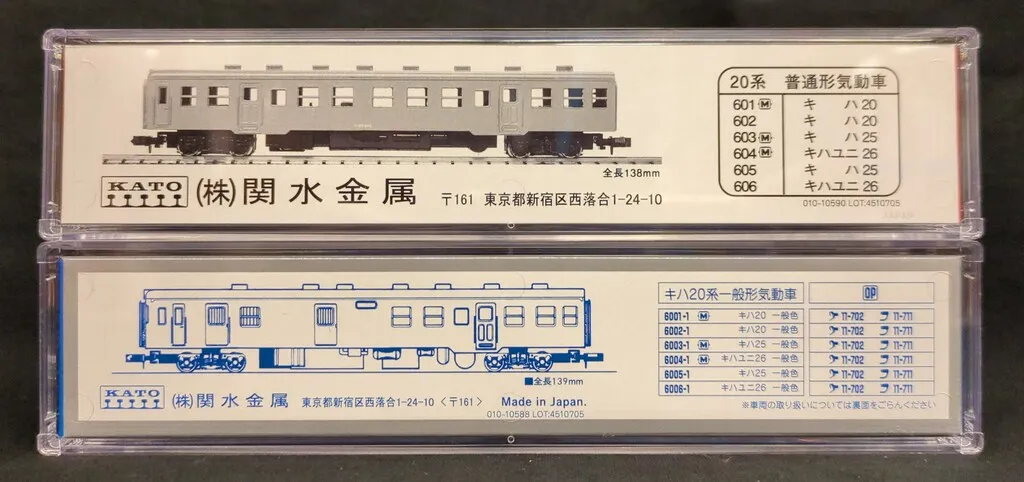 20系 普通形気動車
601 M キハ20
602 キハ20
603 M キハ25
604 M キハユニ26
605 キハ25
606 キハユニ26
全長138mm
KATO (株)関水金属 〒161 東京都新宿区西落合1-24-10
010-10590 LOT:4510705
キハ20系一般形気動車 OP
6001-1 M キハ20 一般色 11-702 11-711
6002-1 キハ20 一般色 11-702 11-711
6003-1 M キハ25 一般色 11-702 11-711
6004-1 M キハユニ26 一般色 11-702 11-711
6005-1 キハ25 一般色 11-702 11-711
6006-1 キハユニ26 一般色 11-702 11-711
■全長139mm
KATO (株)関水金属 東京都新宿区西落合1-24-10 〈〒161〉 Made in Japan.
※車両の取り扱いについては裏面をごらんください
010-10588 LOT:4510705